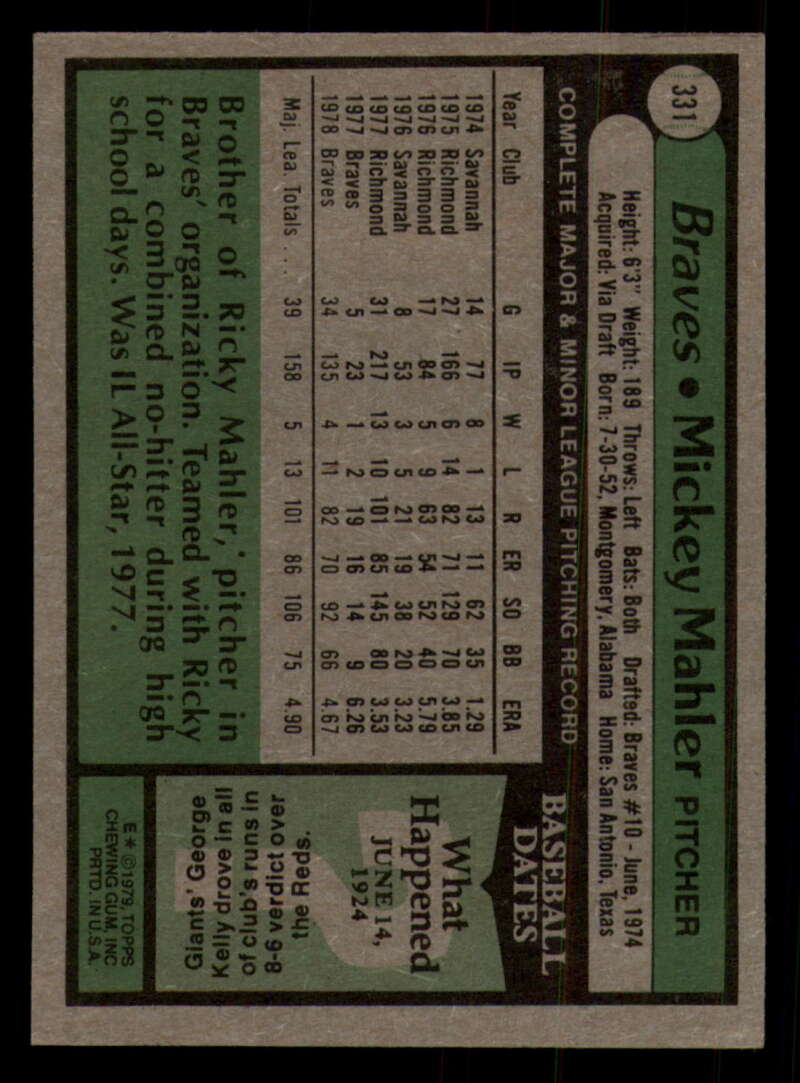 331
Braves • Mickey Mahler PITCHER
Height: 6'3" Weight: 189 Throws: Left Bats: Both Drafted: Braves #10 - June, 1974
Acquired: Via Draft Born: 7-30-52, Montgomery, Alabama Home: San Antonio, Texas
COMPLETE MAJOR & MINOR LEAGUE PITCHING RECORD
Year Club G IP W L R ER SO BB ERA
1974 Savannah 14 77 8 1 13 11 62 35 1.29
1975 Richmond 27 166 6 14 82 71 129 70 3.85
1976 Richmond 17 84 5 9 63 54 52 40 5.79
1976 Savannah 8 53 3 5 21 19 38 20 3.23
1977 Richmond 31 217 13 10 101 85 145 80 3.53
1977 Braves 5 23 1 2 19 16 14 9 6.26
1978 Braves 34 135 4 11 82 70 92 66 4.67
Maj. Lea. Totals . . . 39 158 5 13 101 86 106 75 4.90
Brother of Ricky Mahler, pitcher in
Braves' organization. Teamed with Ricky
for a combined no-hitter during high
school days. Was IL All-Star, 1977.
BASEBALL
DATES
What
Happened
JUNE 14,
1924
Giants' George
Kelly drove in all
of club's runs in
8-6 verdict over
the Reds.
E * ©1979, TOPPS
CHEWING GUM, INC
PRTD. IN U.S.A.